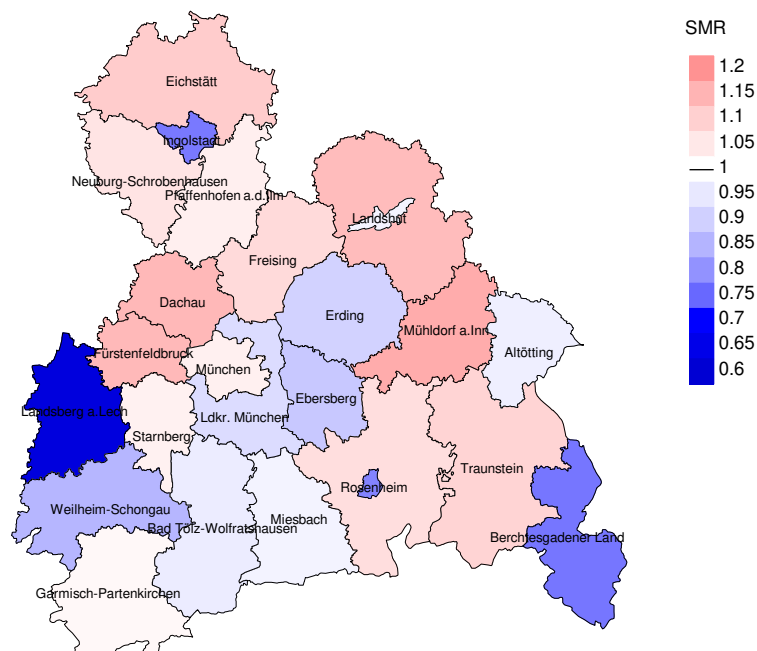 SMR
1.2
1.15
1.1
1.05
1
0.95
0.9
0.85
0.8
0.75
0.7
0.65
0.6
Eichstätt
Ingolstadt
Neuburg-Schrobenhausen
Pfaffenhofen a.d.Ilm
Landshut
Freising
Dachau
Erding
Mühldorf a.Inn
Fürstenfeldbruck
Altötting
München
Ebersberg
Landsberg a.Lech
Ldkr. München
Starnberg
Traunstein
Rosenheim
Weilheim-Schongau
Miesbach
Bad Tölz-Wolfratshausen
Berchtesgadener Land
Garmisch-Partenkirchen